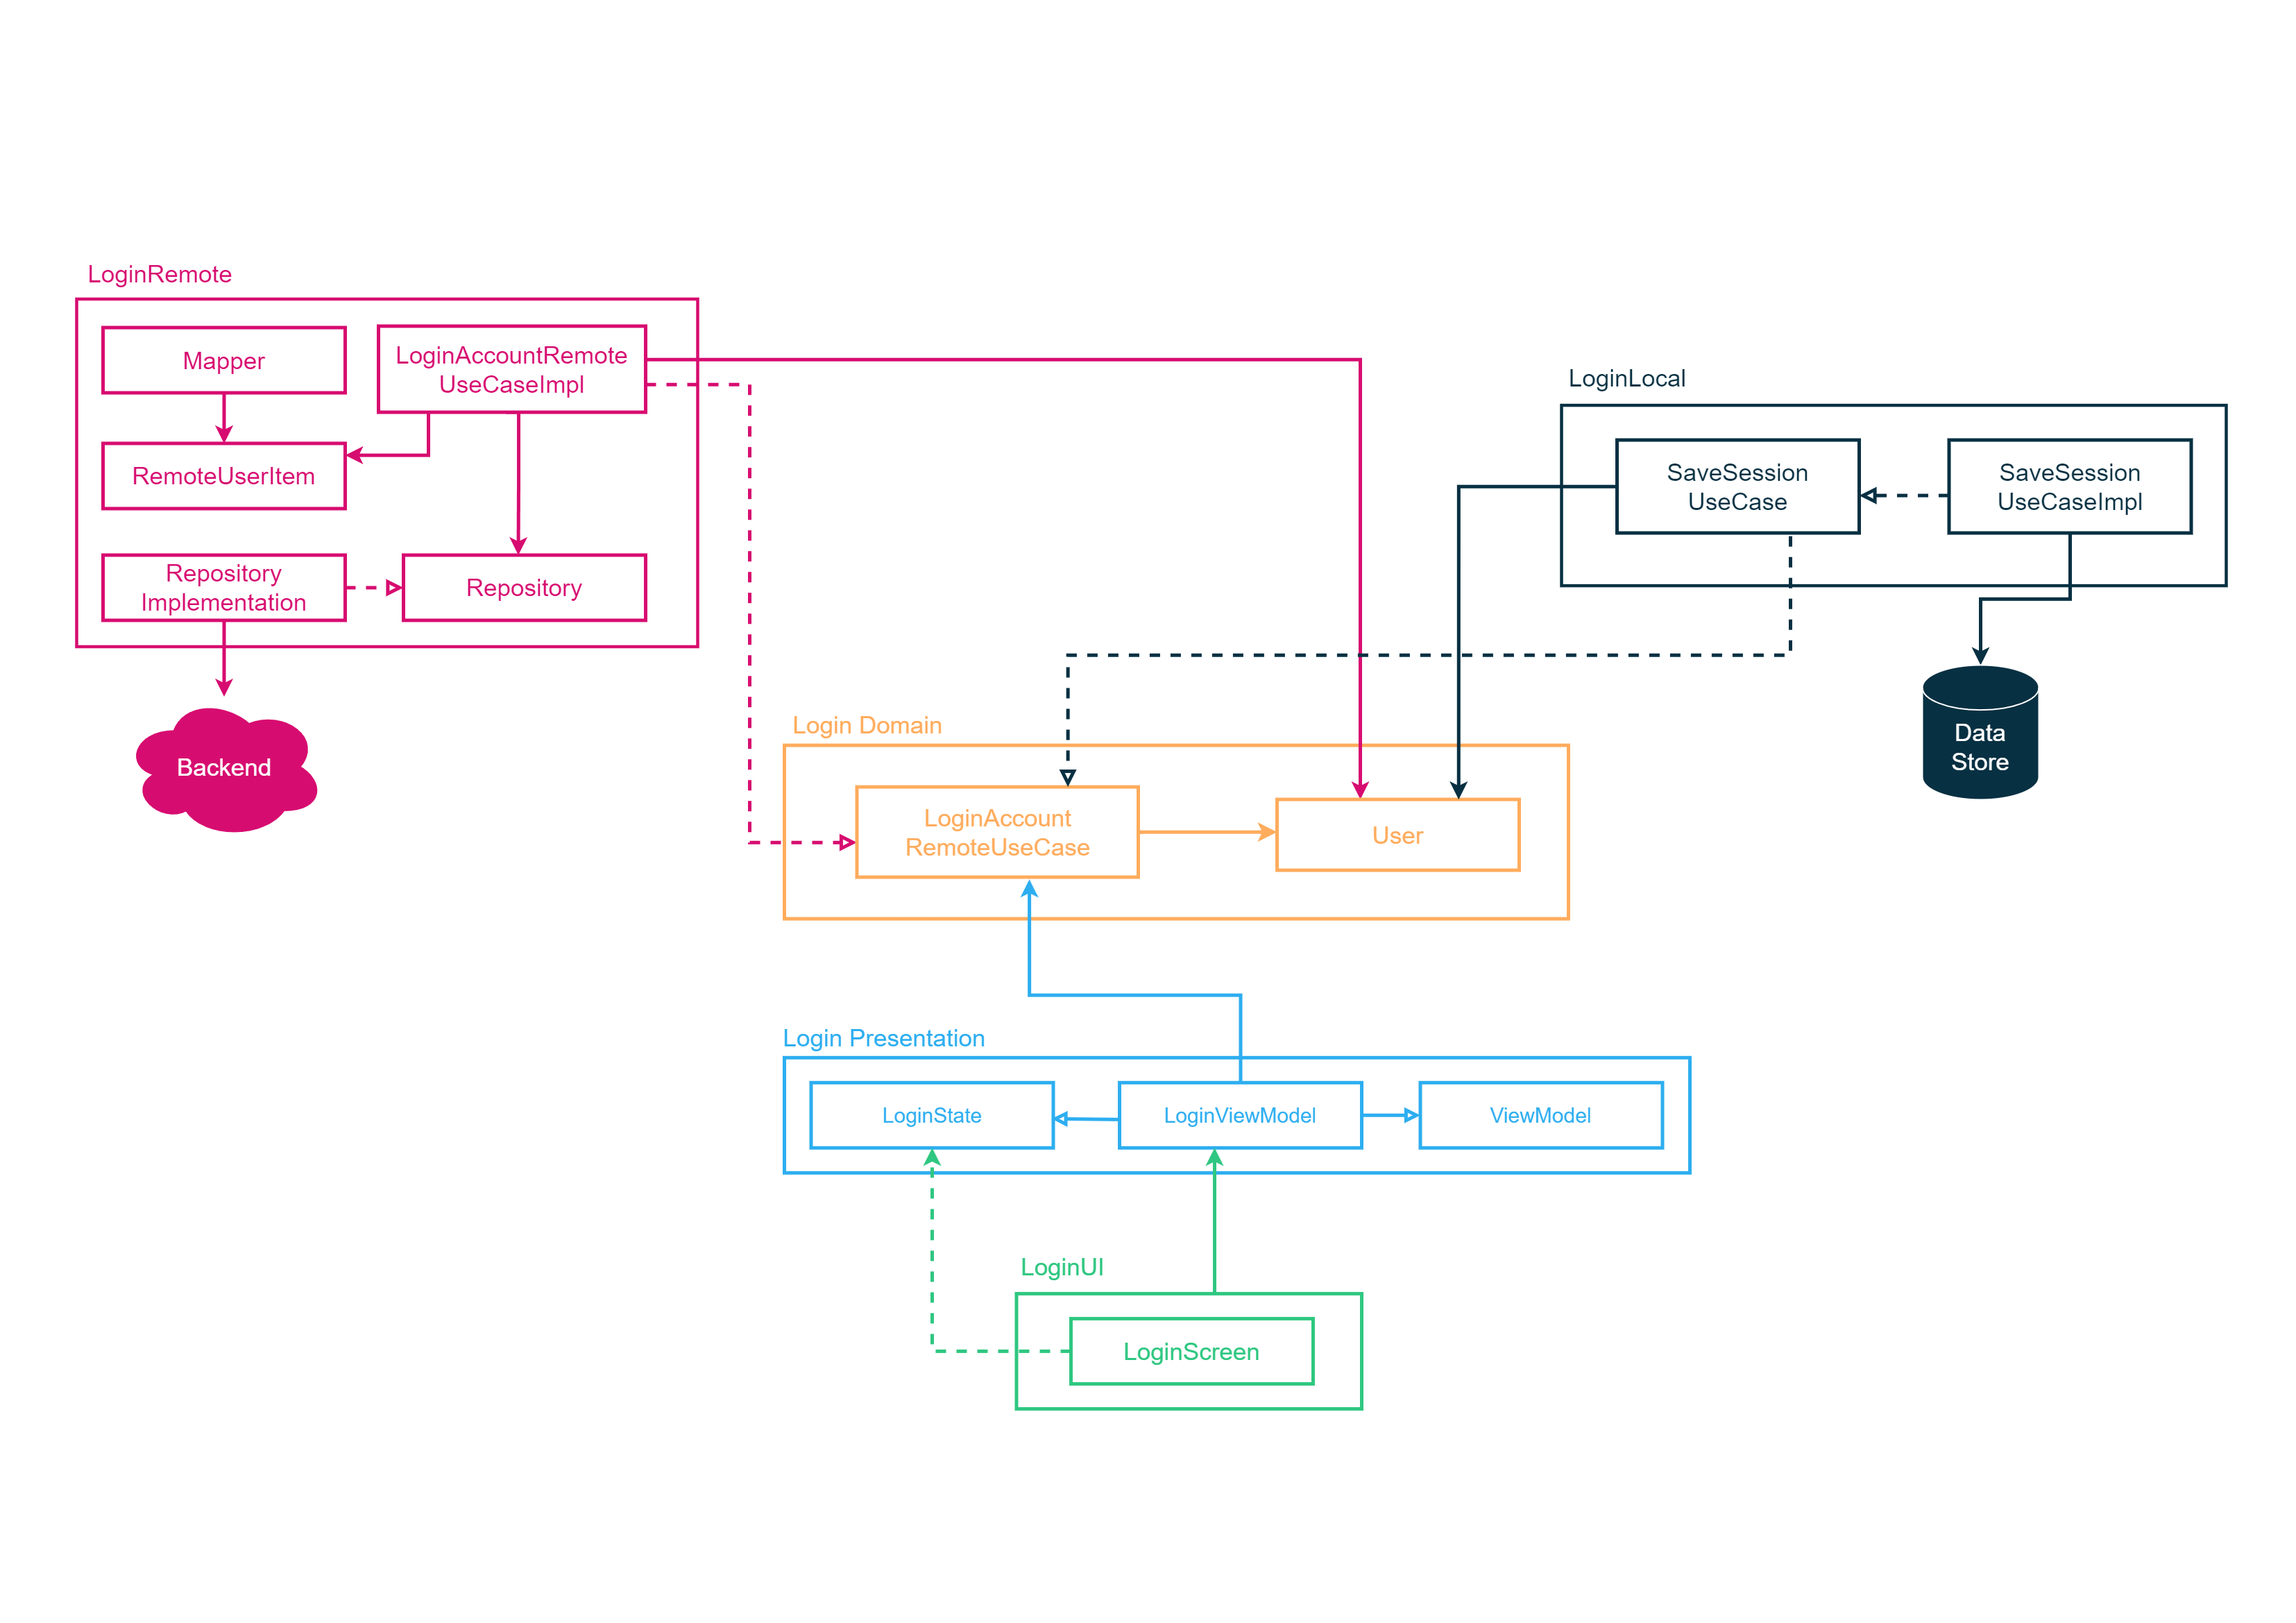 LoginRemote
Mapper
LoginAccountRemote
UseCaseImpl
RemoteUserItem
Repository
Implementation
Repository
Backend
LoginLocal
SaveSession
UseCase
SaveSession
UseCaseImpl
Data
Store
Login Domain
LoginAccount
RemoteUseCase
User
Login Presentation
LoginState
LoginViewModel
ViewModel
LoginUI
LoginScreen